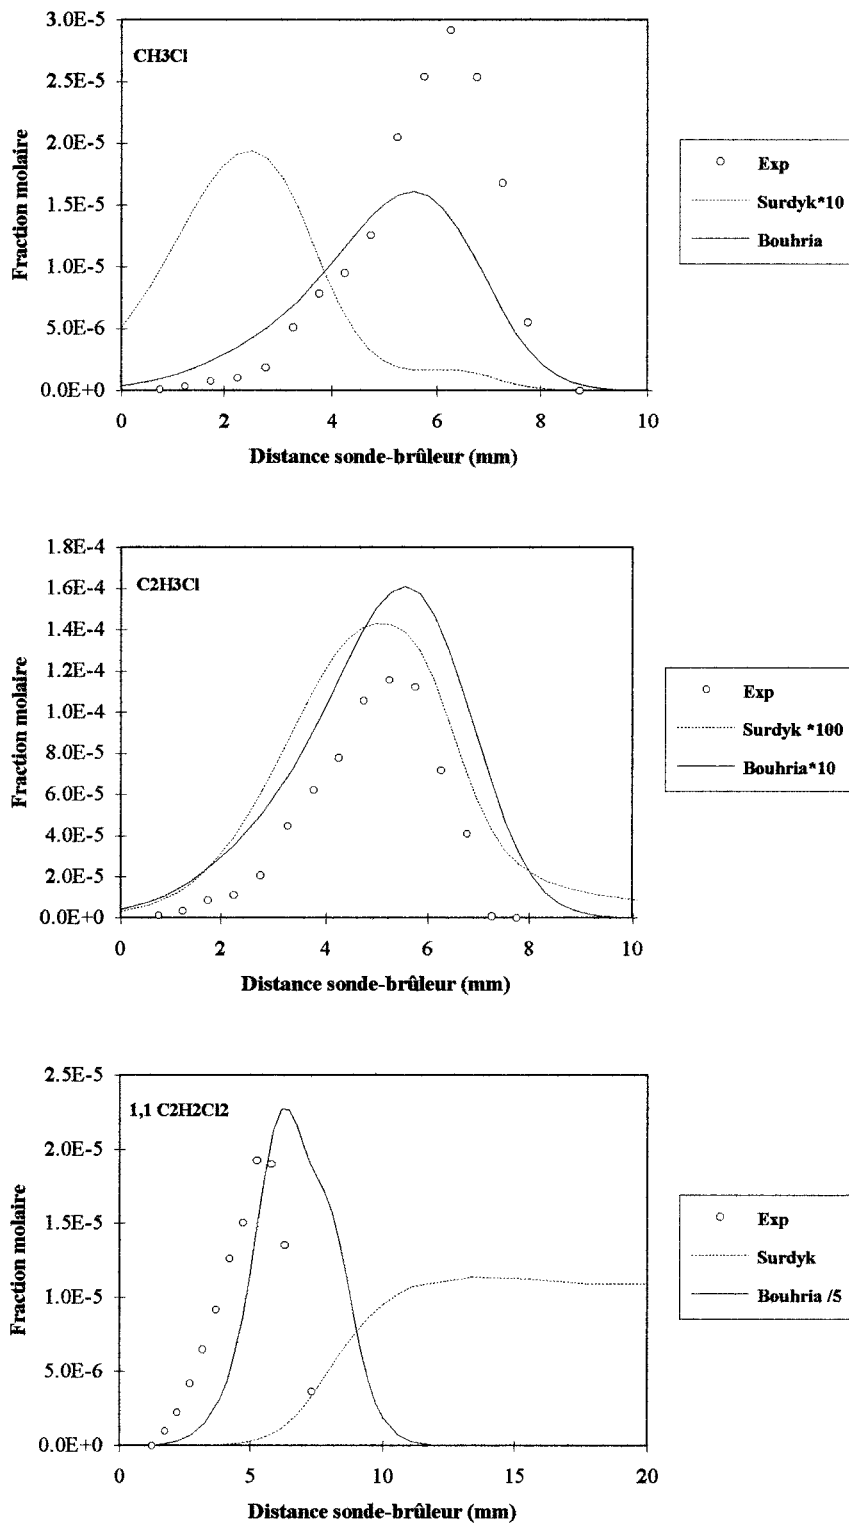 3.0E-5
CH3Cl
2.5E-5
2.0E-5
1.5E-5
1.0E-5
5.0E-6
0.0E+0
Fraction molaire
0 2 4 6 8 10
Distance sonde-brûleur (mm)
Exp
Surdyk*10
Bouhria
1.8E-4
C2H3Cl
1.6E-4
1.4E-4
1.2E-4
1.0E-4
8.0E-5
6.0E-5
4.0E-5
2.0E-5
0.0E+0
Fraction molaire
0 2 4 6 8 10
Distance sonde-brûleur (mm)
Exp
Surdyk *100
Bouhria*10
2.5E-5
1,1 C2H2Cl2
2.0E-5
1.5E-5
1.0E-5
5.0E-6
0.0E+0
Fraction molaire
0 5 10 15 20
Distance sonde-brûleur (mm)
Exp
Surdyk
Bouhria /5